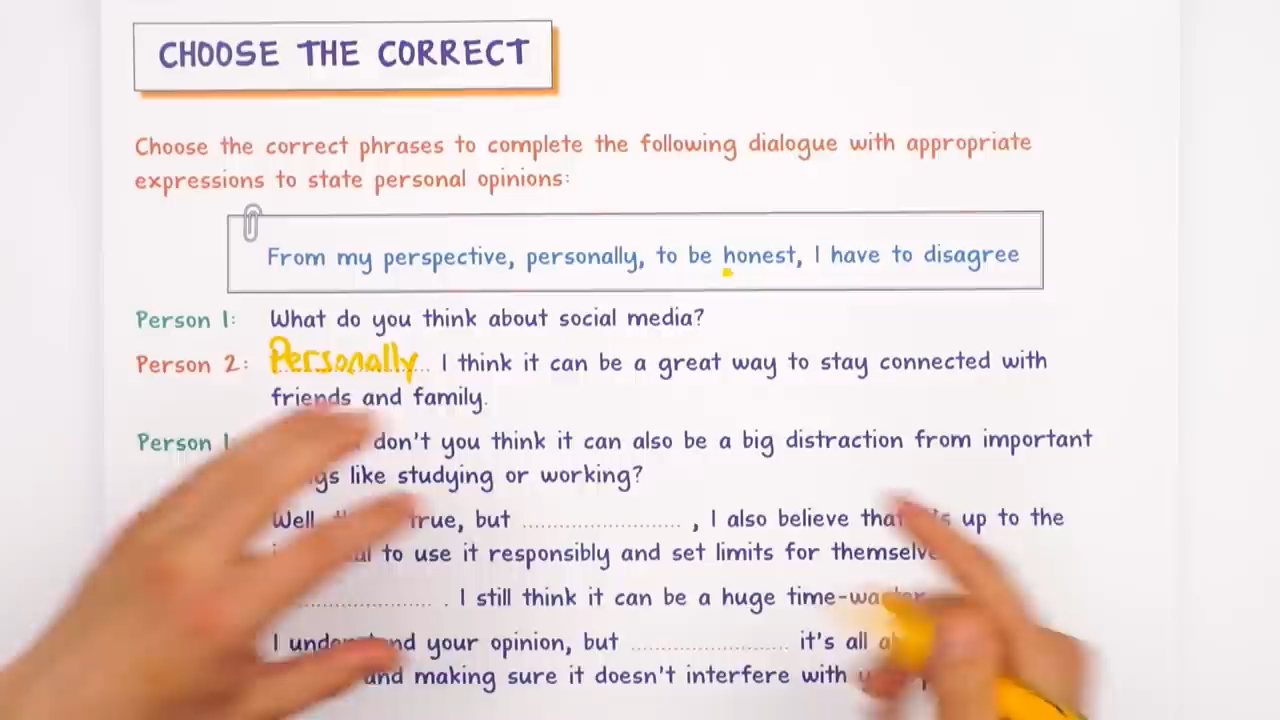 CHOOSE THE CORRECT
Choose the correct phrases to complete the following dialogue with appropriate
expressions to state personal opinions:
From my perspective, personally, to be honest, I have to disagree
Person 1: What do you think about social media?
Person 2: Personally.. I think it can be a great way to stay connected with
friends and family.
Person 1 don't you think it can also be a big distraction from important
like studying or working?
Well true, but .................... , I also believe that up to the
to use it responsibly and set limits for
.................... . I still think it can be a huge
I understand your opinion, but .................... it's all
and making sure it doesn't interfere with